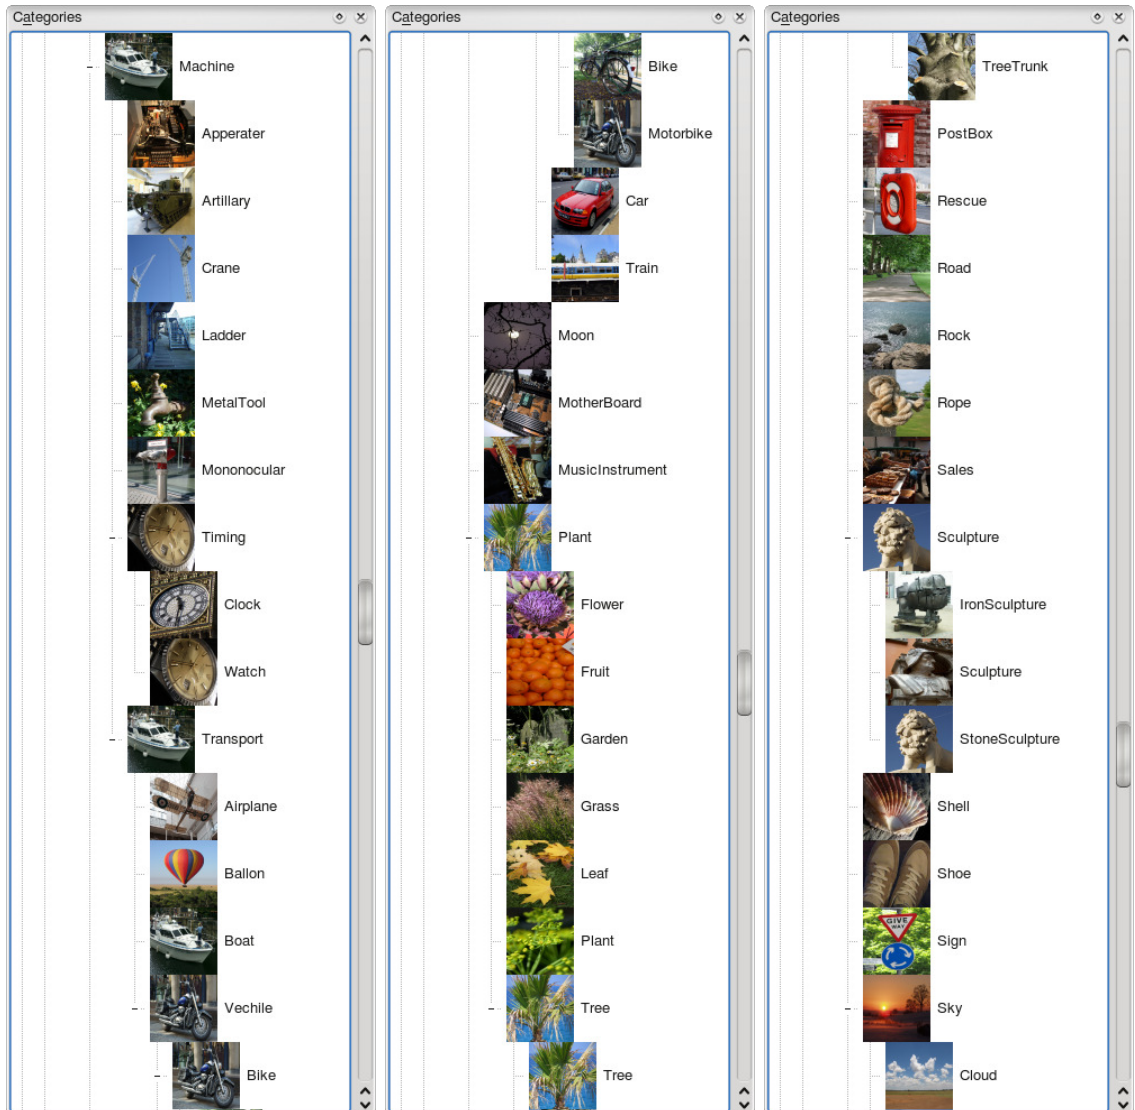 Categories
Machine
Apperater
Artillary
Crane
Ladder
MetalTool
Mononocular
Timing
Clock
Watch
Transport
Airplane
Ballon
Boat
Vechile
Bike
Categories
Bike
Motorbike
Car
Train
Moon
MotherBoard
MusicInstrument
Plant
Flower
Fruit
Garden
Grass
Leaf
Plant
Tree
Tree
Categories
TreeTrunk
PostBox
Rescue
Road
Rock
Rope
Sales
Sculpture
IronSculpture
Sculpture
StoneSculpture
Shell
Shoe
Sign
GIVE
WAY
Sky
Cloud